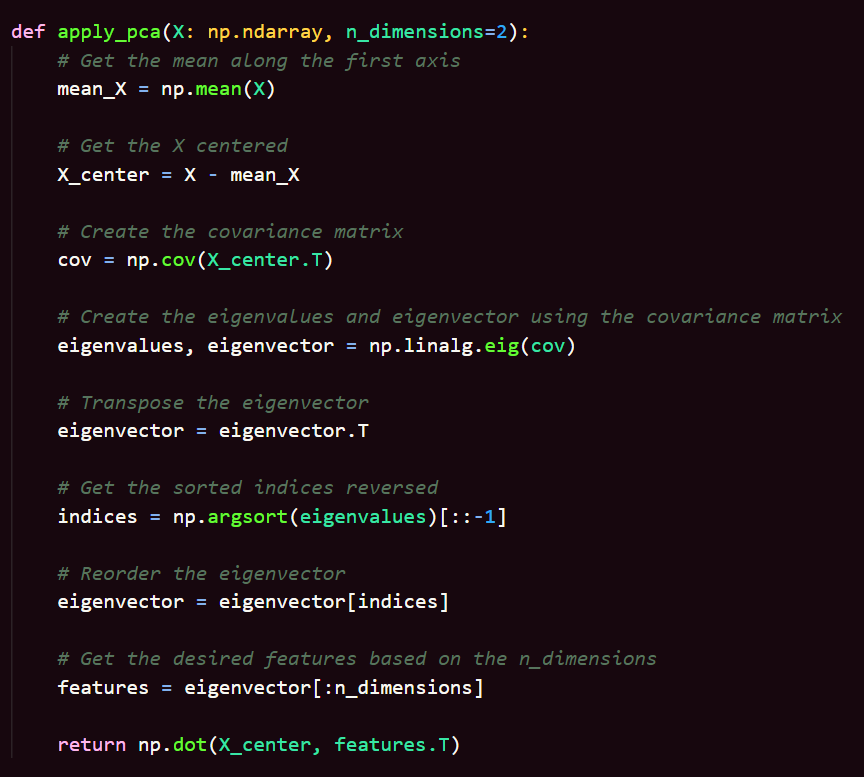 def apply_pca(X: np.ndarray, n_dimensions=2):
    # Get the mean along the first axis
    mean_X = np.mean(X)

    # Get the X centered
    X_center = X - mean_X

    # Create the covariance matrix
    cov = np.cov(X_center.T)

    # Create the eigenvalues and eigenvector using the covariance matrix
    eigenvalues, eigenvector = np.linalg.eig(cov)

    # Transpose the eigenvector
    eigenvector = eigenvector.T

    # Get the sorted indices reversed
    indices = np.argsort(eigenvalues)[::-1]

    # Reorder the eigenvector
    eigenvector = eigenvector[indices]

    # Get the desired features based on the n_dimensions
    features = eigenvector[:n_dimensions]

    return np.dot(X_center, features.T)